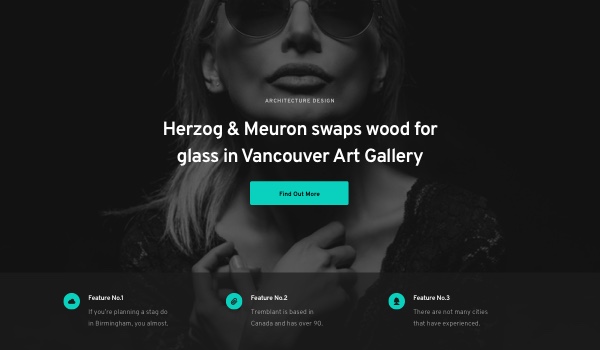 ARCHITECTURE DESIGN
Herzog & Meuron swaps wood for
glass in Vancouver Art Gallery
Find Out More
Feature No.1
If you're planning a stag do
in Birmingham, you almost.
Feature No.2
Tremblant is based in
Canada and has over 90.
Feature No.3
There are not many cities
that have experienced.